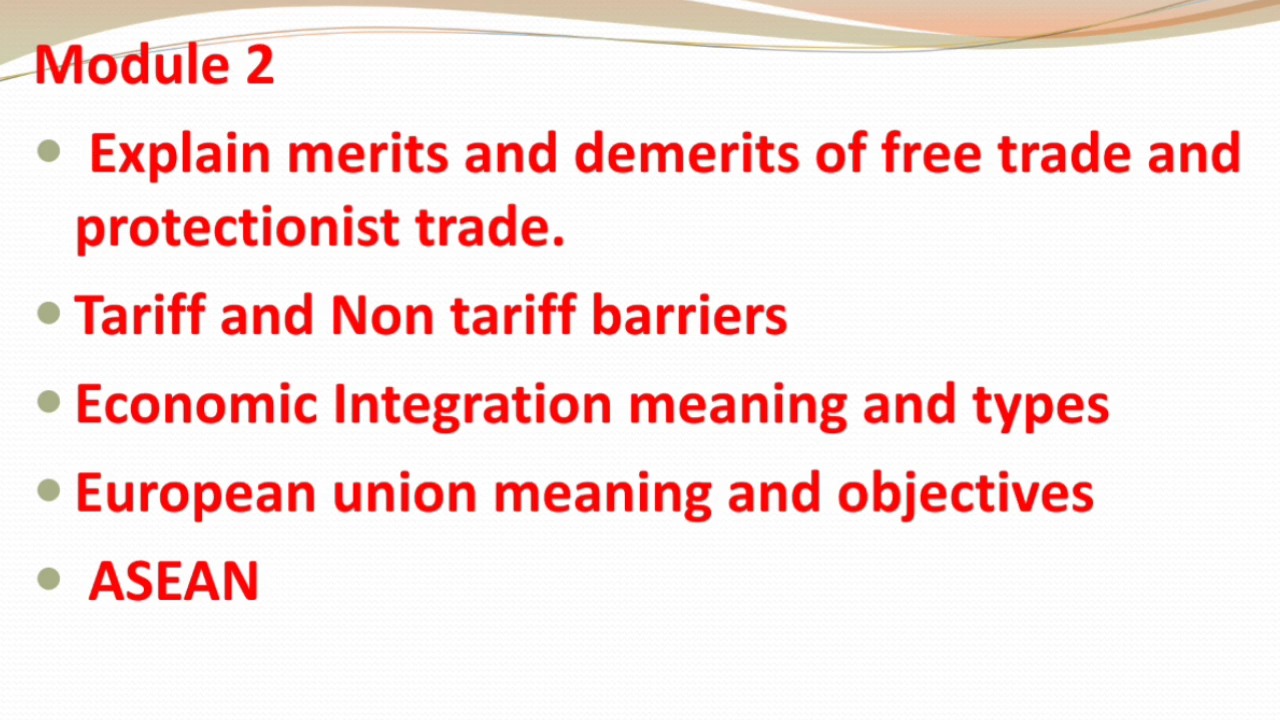 Module 2
• Explain merits and demerits of free trade and
protectionist trade.
• Tariff and Non tariff barriers
• Economic Integration meaning and types
• European union meaning and objectives
• ASEAN